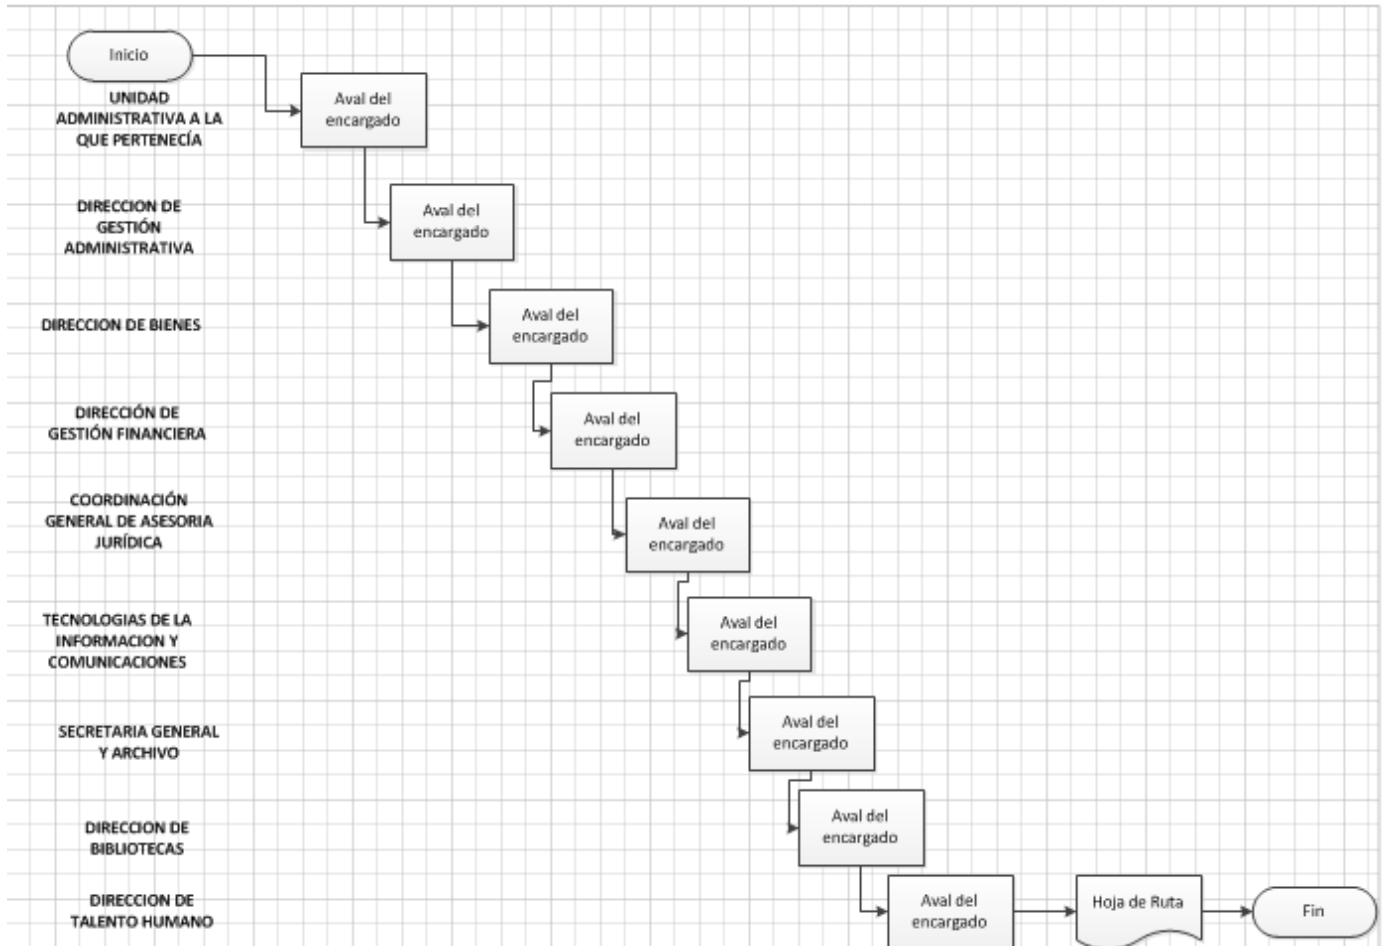 Inicio
UNIDAD
ADMINISTRATIVA A LA
QUE PERTENECÍA
Aval del
encargado
DIRECCION DE
GESTIÓN
ADMINISTRATIVA
Aval del
encargado
DIRECCION DE BIENES
Aval del
encargado
DIRECCIÓN DE
GESTIÓN FINANCIERA
Aval del
encargado
COORDINACIÓN
GENERAL DE ASESORIA
JURÍDICA
Aval del
encargado
TECNOLOGIAS DE LA
INFORMACION Y
COMUNICACIONES
Aval del
encargado
SECRETARIA GENERAL
Y ARCHIVO
Aval del
encargado
DIRECCION DE
BIBLIOTECAS
Aval del
encargado
DIRECCION DE
TALENTO HUMANO
Aval del
encargado
Hoja de Ruta
Fin